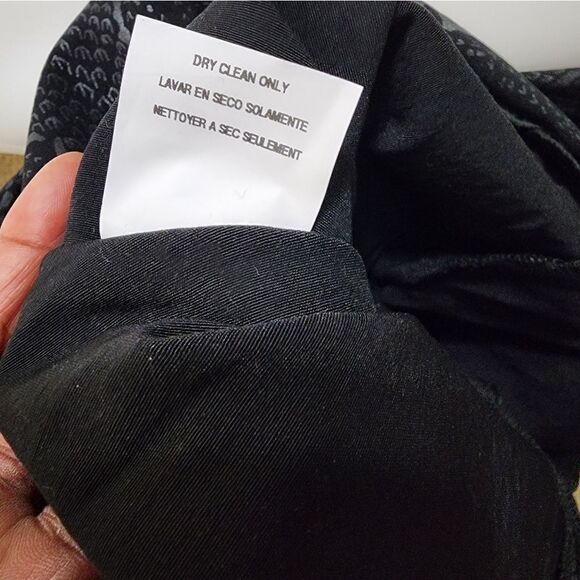 DRY CLEAN ONLY
LAVAR EN SECO SOLAMENTE
NETTOYER A SEC SEULEMENT